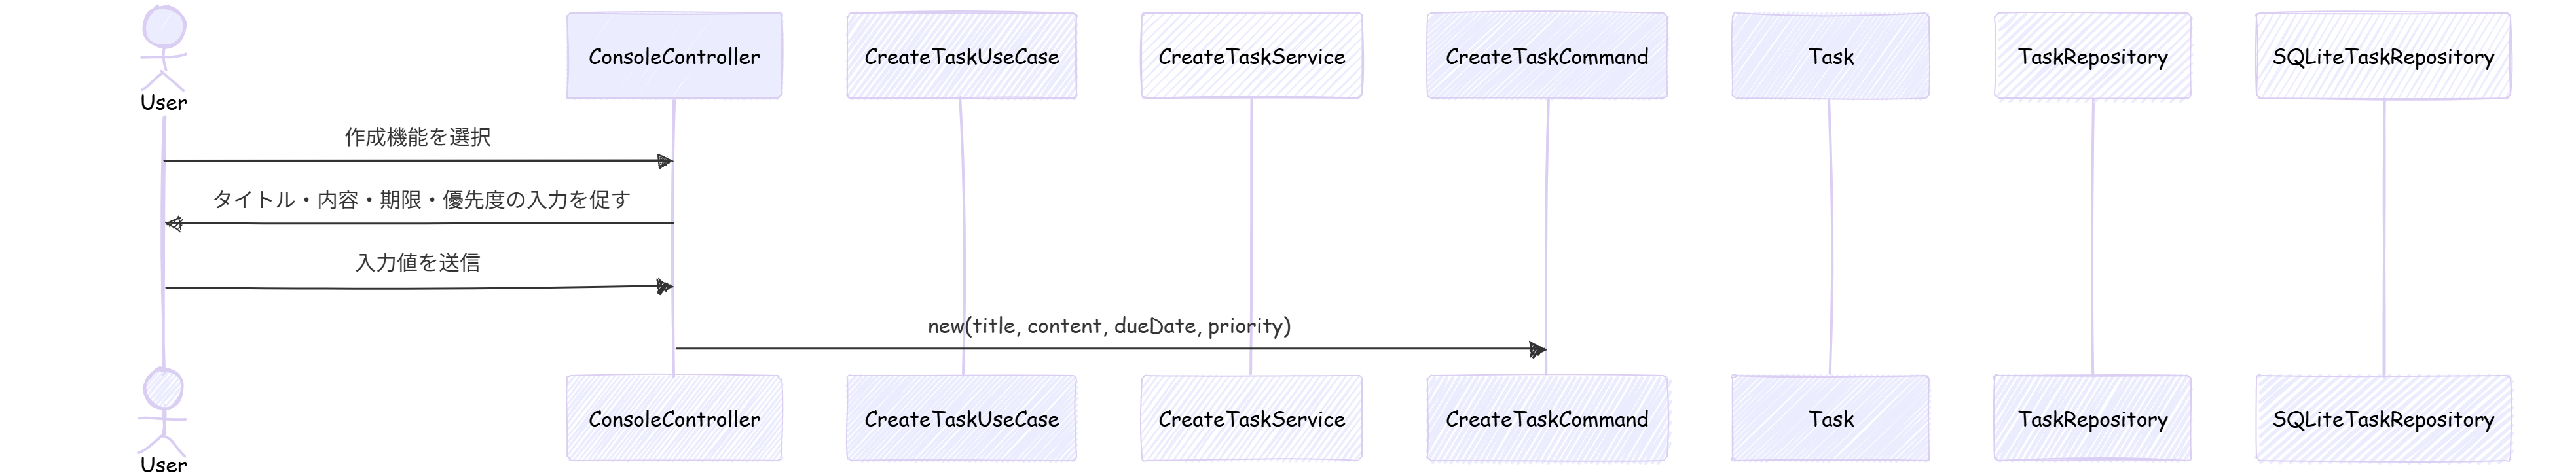 User
ConsoleController
CreateTaskUseCase
CreateTaskService
CreateTaskCommand
Task
TaskRepository
SQLiteTaskRepository
作成機能を選択
タイトル・内容・期限・優先度の入力を促す
入力値を送信
new(title, content, dueDate, priority)
User
ConsoleController
CreateTaskUseCase
CreateTaskService
CreateTaskCommand
Task
TaskRepository
SQLiteTaskRepository